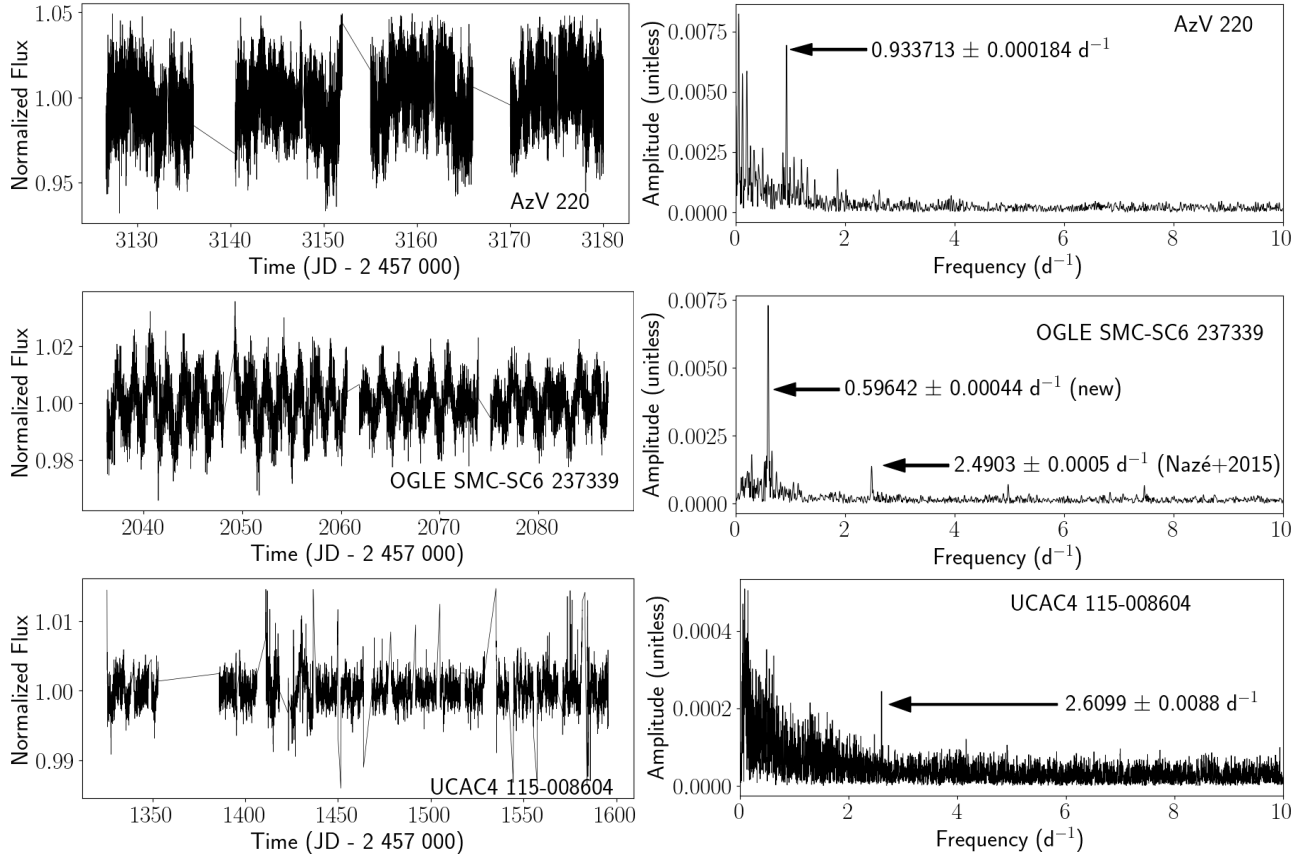 1.05
1.00
0.95
Normalized Flux
AzV 220
3130 3140 3150 3160 3170 3180
Time (JD - 2 457 000)
0.0075
0.0050
0.0025
0.0000
Amplitude (unitless)
AzV 220
0.933713 ± 0.000184 d⁻¹
0 2 4 6 8 10
Frequency (d⁻¹)
1.02
1.00
0.98
Normalized Flux
OGLE SMC-SC6 237339
2040 2050 2060 2070 2080
Time (JD - 2 457 000)
0.0075
0.0050
0.0025
0.0000
Amplitude (unitless)
OGLE SMC-SC6 237339
0.59642 ± 0.00044 d⁻¹ (new)
2.4903 ± 0.0005 d⁻¹ (Nazé+2015)
0 2 4 6 8 10
Frequency (d⁻¹)
1.01
1.00
0.99
Normalized Flux
UCAC4 115-008604
1350 1400 1450 1500 1550 1600
Time (JD - 2 457 000)
0.0004
0.0002
0.0000
Amplitude (unitless)
UCAC4 115-008604
2.6099 ± 0.0088 d⁻¹
0 2 4 6 8 10
Frequency (d⁻¹)